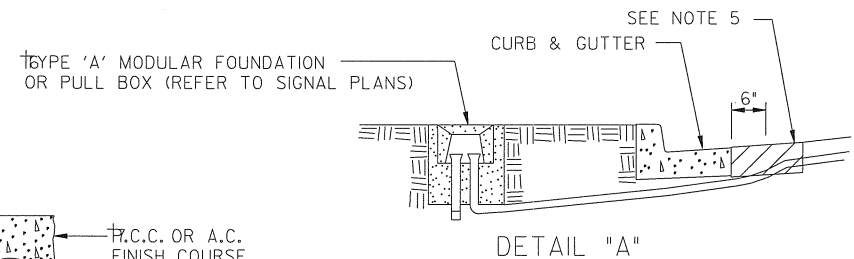 SEE NOTE 5
CURB & GUTTER
TYPE 'A' MODULAR FOUNDATION
OR PULL BOX (REFER TO SIGNAL PLANS)
6"
P.C.C. OR A.C.
FINISH COURSE
DETAIL "A"